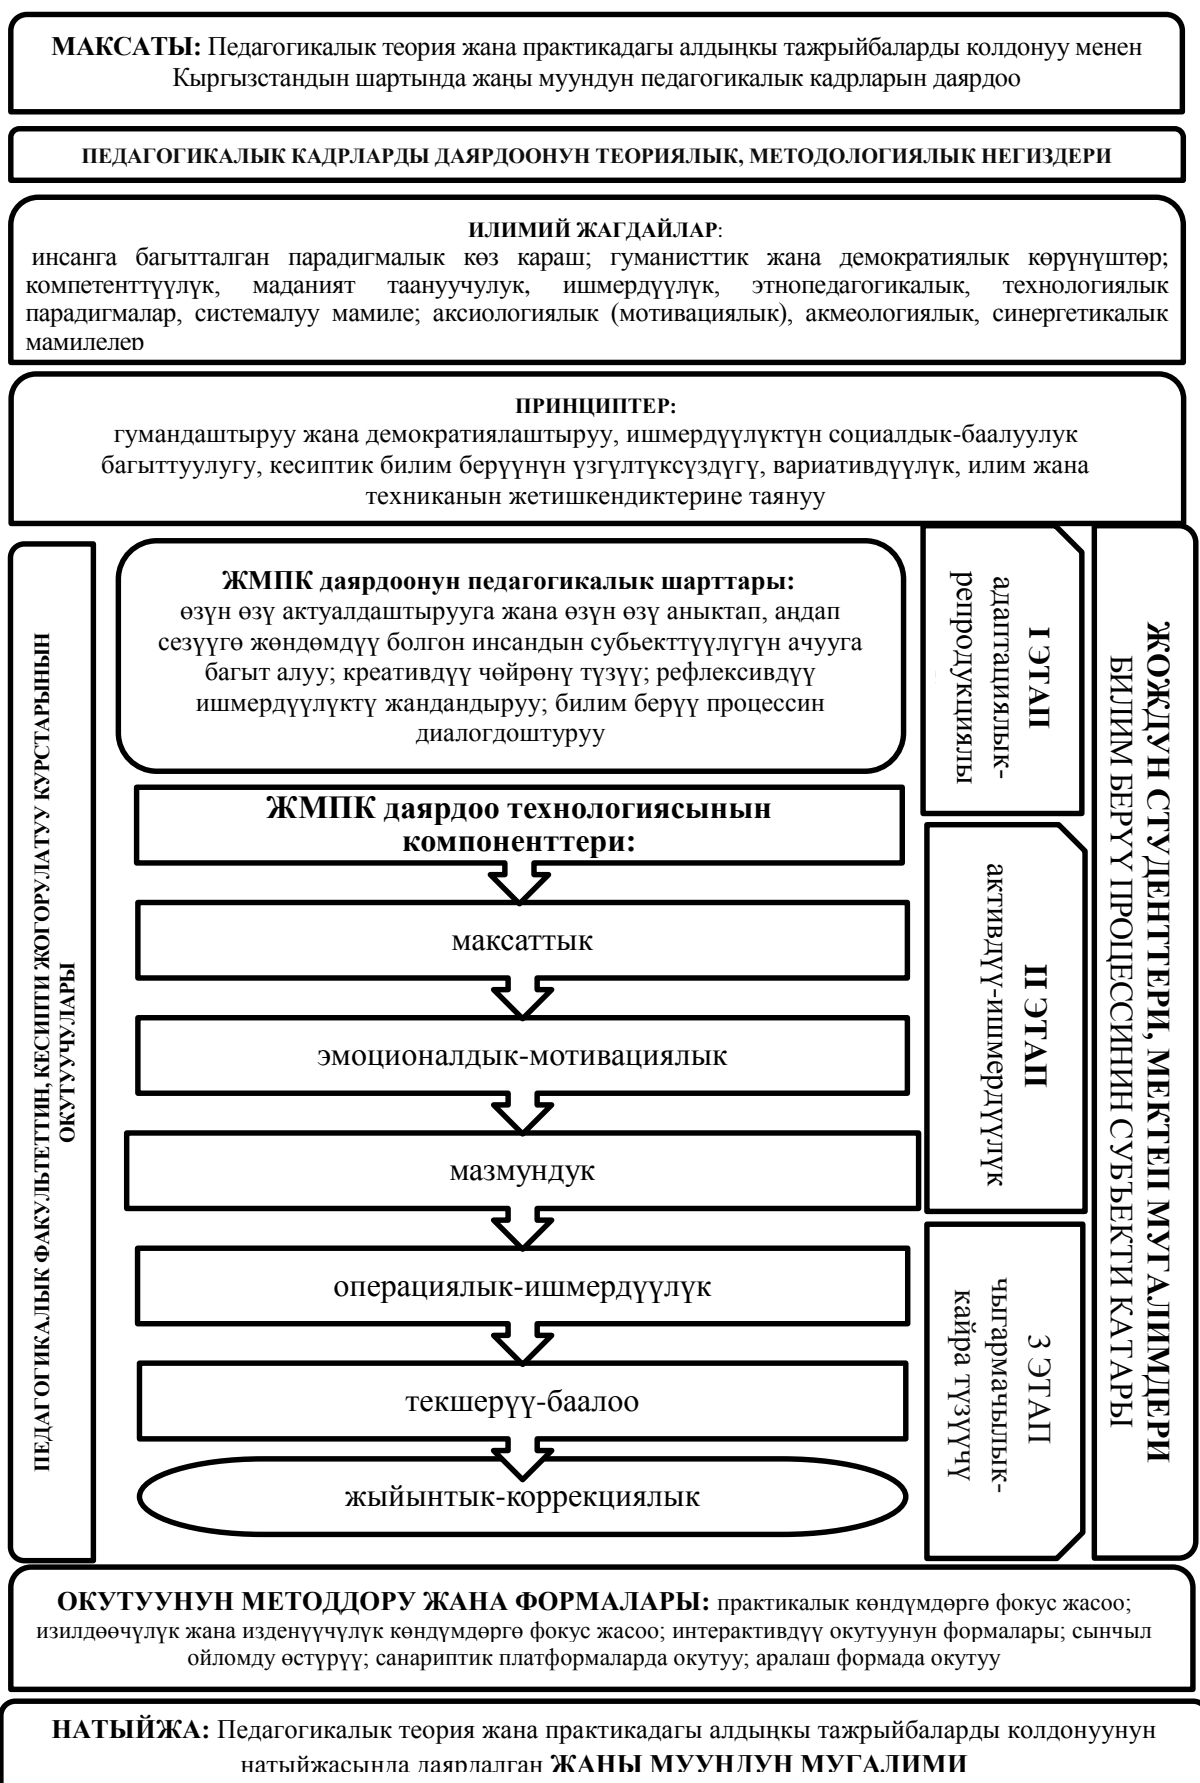 МАКСАТЫ: Педагогикалык теория жана практикадагы алдыңкы тажрыйбаларды колдонуу менен
Кыргызстандын шартында жаңы муундун педагогикалык кадрларын даярдоо
ПЕДАГОГИКАЛЫК КАДРЛАРДЫ ДАЯРДООНУН ТЕОРИЯЛЫК, МЕТОДОЛОГИЯЛЫК НЕГИЗДЕРИ
ИЛИМИЙ ЖАГДАЙЛАР:
инсанга багытталган парадигмалык көз караш; гуманисттик жана демократиялык көрүнүштөр;
компетенттүүлүк, маданият таануучулук, ишмердүүлүк, этнопедагогикалык, технологиялык
парадигмалар, системалуу мамиле; аксиологиялык (мотивациялык), акмеологиялык, синергетикалык
мамилелер
ПРИНЦИПТЕР:
гумандаштыруу жана демократиялаштыруу, ишмердүүлүктүн социалдык-баалуулук
багыттуулугу, кесиптик билим берүүнүн үзгүлтүксүздүгү, вариативдүүлүк, илим жана
техниканын жетишкендиктерине таянуу
ПЕДАГОГИКАЛЫК ФАКУЛЬТЕТТИН, КЕСИПТИ ЖОГОРУЛАТУУ КУРСТАРЫНЫН
ОКУТУУЧУЛАРЫ
ЖМПК даярдоонун педагогикалык шарттары:
өзүн өзү актуалдаштырууга жана өзүн өзү аныктап, аңдап
сезүүгө жөндөмдүү болгон инсандын субьекттүүлүгүн ачууга
багыт алуу; креативдүү чөйрөнү түзүү; рефлексивдүү
ишмердүүлүктү жандандыруу; билим берүү процессин
диалогдоштуруу
ЖМПК даярдоо технологиясынын
компоненттери:
максаттык
эмоционалдык-мотивациялык
мазмундук
операциялык-ишмердүүлүк
текшерүү-баалоо
жыйынтык-коррекциялык
I ЭТАП
адаптациялык-
репродукциялы
II ЭТАП
активдүү-ишмердүүлүк
3 ЭТАП
чыгармачылык-
кайра түзүүчү
ЖОЖДУН СТУДЕНТТЕРИ, МЕКТЕП МУГАЛИМДЕРИ
БИЛИМ БЕРҮҮ ПРОЦЕССИНИН СУБЪЕКТИ КАТАРЫ
ОКУТУУНУН МЕТОДДОРУ ЖАНА ФОРМАЛАРЫ: практикалык көндүмдөргө фокус жасоо;
изилдөөчүлүк жана изденүүчүлүк көндүмдөргө фокус жасоо; интерактивдүү окутуунун формалары; сынчыл
ойломду өстүрүү; санариптик платформаларда окутуу; аралаш формада окутуу
НАТЫЙЖА: Педагогикалык теория жана практикадагы алдыңкы тажрыйбаларды колдонуунун
натыйжасында даярдалган ЖАҢЫ МУУНДУН МУГАЛИМИ